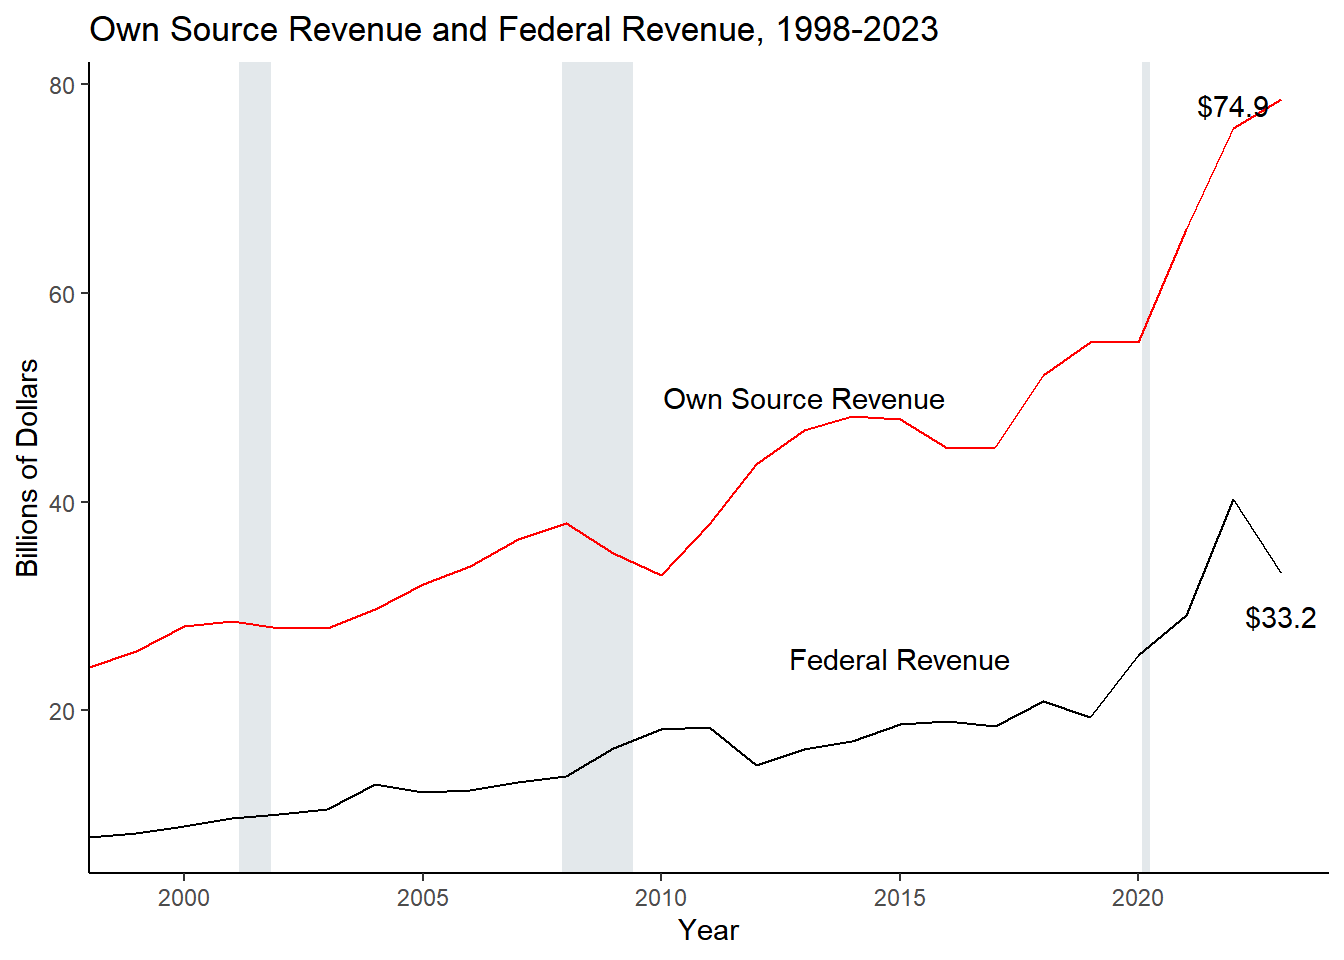 Own Source Revenue and Federal Revenue, 1998-2023
80
$74.9
60
Own Source Revenue
40
$33.2
Federal Revenue
20
Billions of Dollars
2000 2005 2010 2015 2020
Year